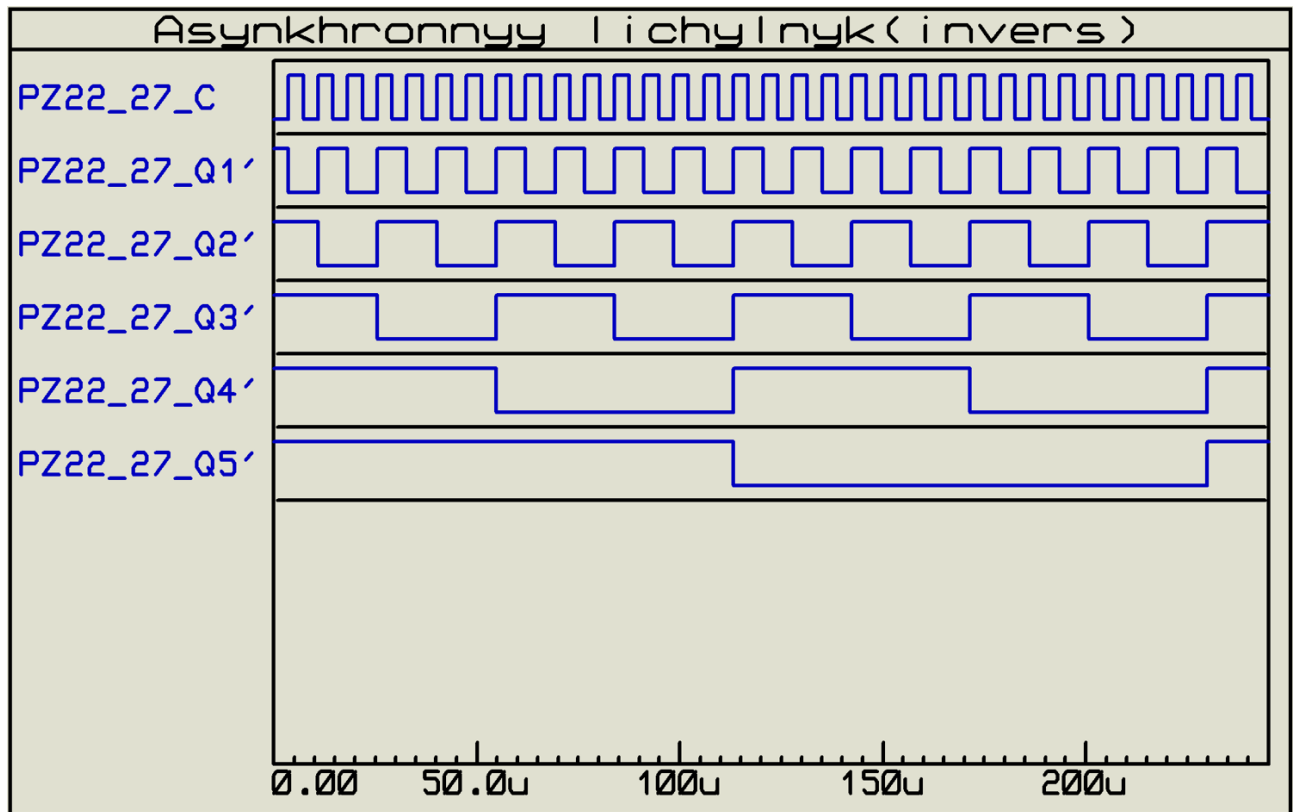 Asynkhronnyy lichylnyk(invers)
PZ22_27_C
PZ22_27_Q1′
PZ22_27_Q2′
PZ22_27_Q3′
PZ22_27_Q4′
PZ22_27_Q5′
0.00 50.0u 100u 150u 200u